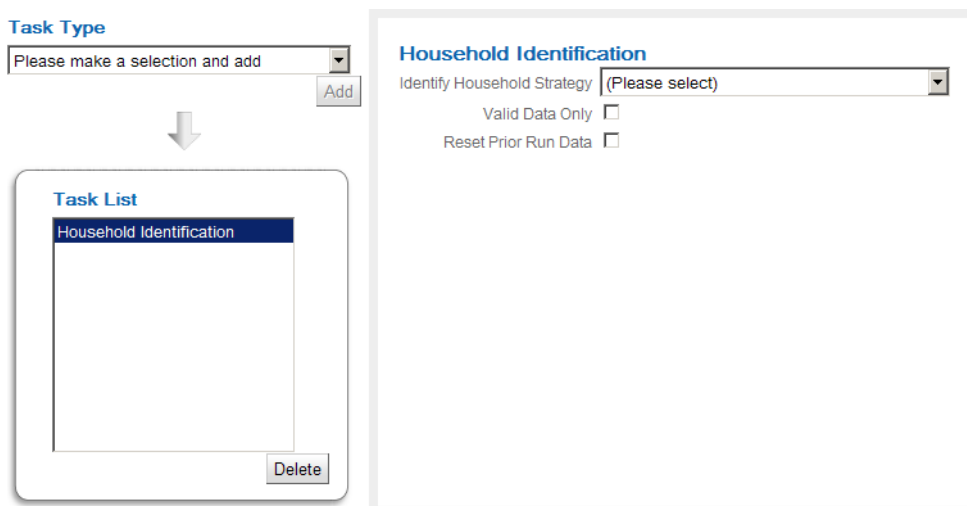 Task Type
Please make a selection and add
Add
Task List
Household Identification
Delete
Household Identification
Identify Household Strategy (Please select)
Valid Data Only
Reset Prior Run Data